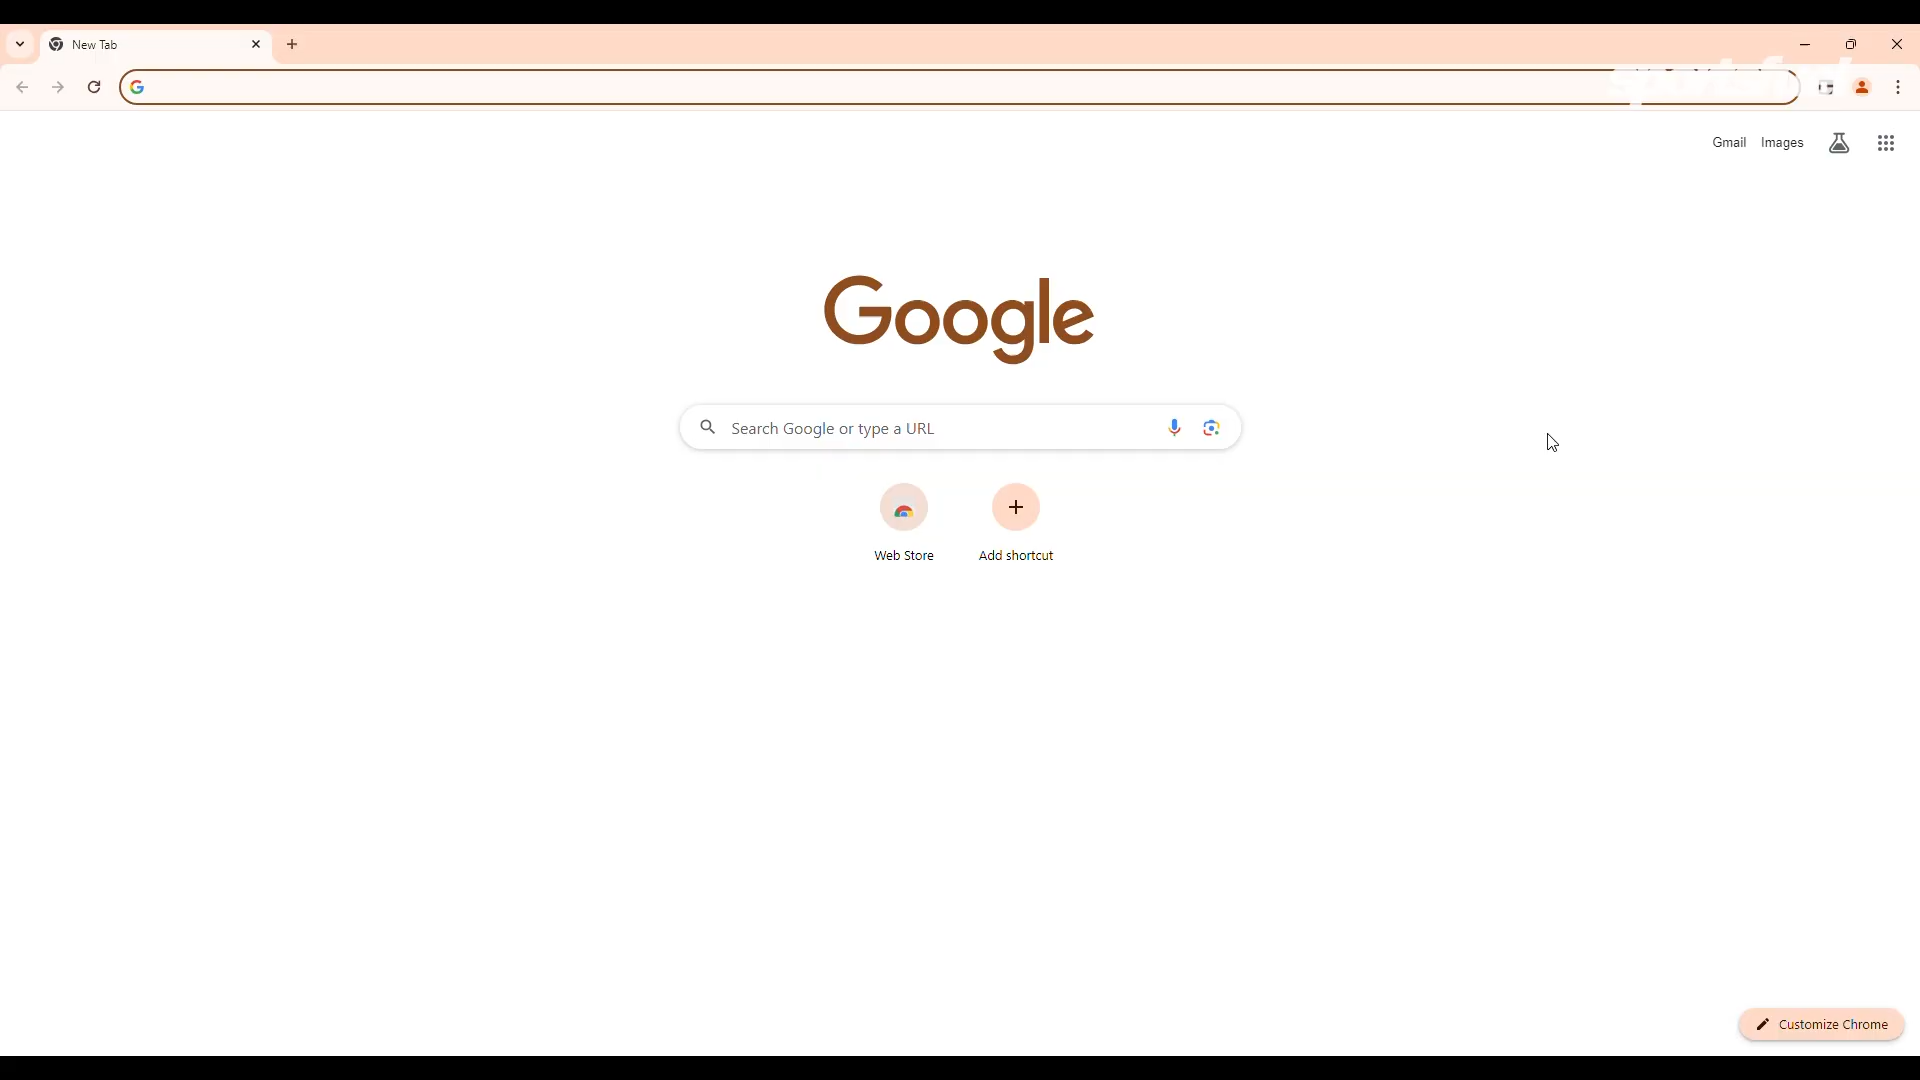 New Tab
Gmail Images
Google
Search Google or type a URL
Web Store
Add shortcut
Customize Chrome